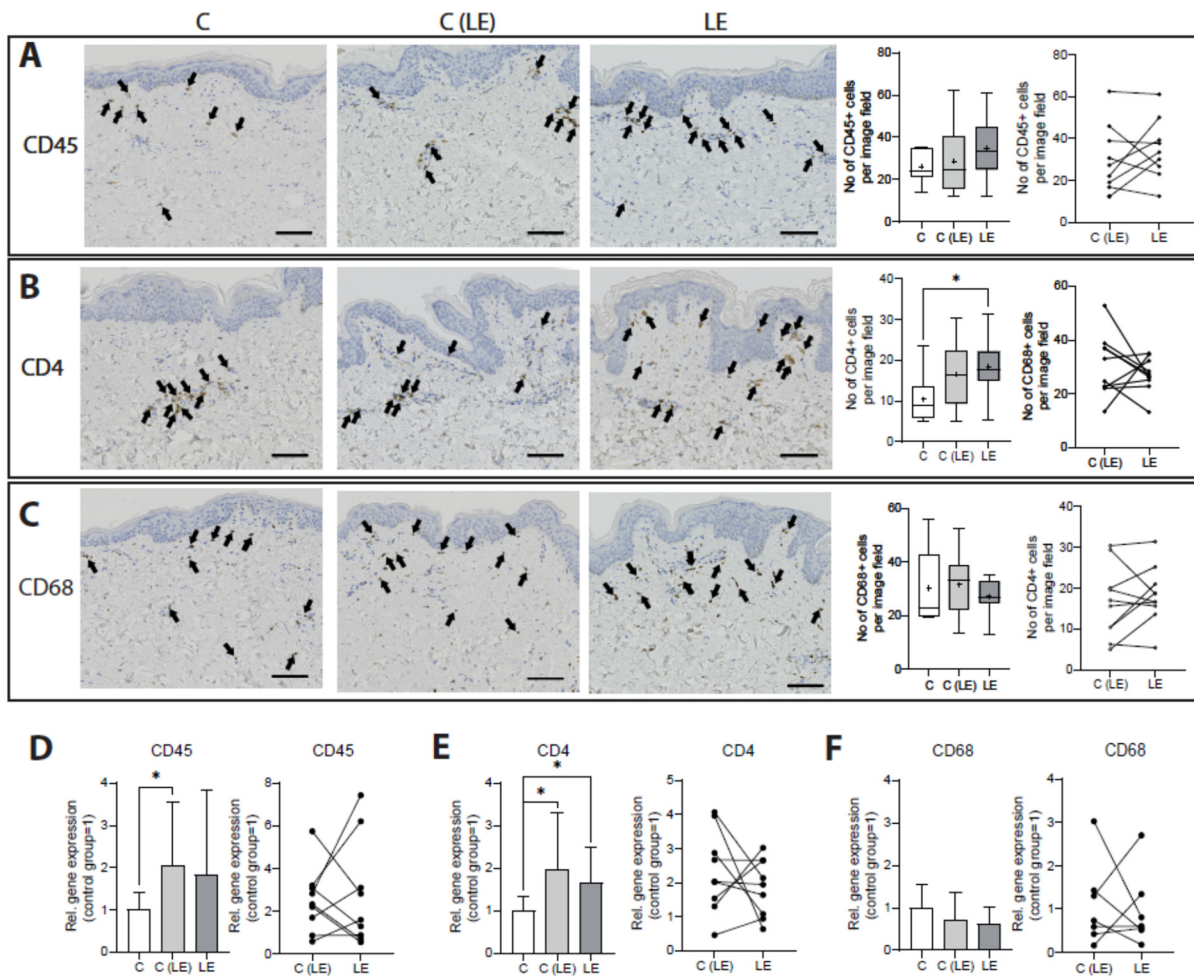 C C (LE) LE
A
CD45
No of CD45+ cells
per image field
80
60
40
20
0
C C (LE) LE
No of CD45+ cells
per image field
80
60
40
20
0
C (LE) LE
B
CD4
No of CD4+ cells
per image field
40
30
20
10
0
*
C C (LE) LE
No of CD68+ cells
per image field
60
40
20
0
C (LE) LE
C
CD68
No of CD68+ cells
per image field
60
40
20
0
C C (LE) LE
No of CD4+ cells
per image field
40
30
20
10
0
C (LE) LE
D
CD45
Rel. gene expression
(control group=1)
4
3
2
1
0
*
C C (LE) LE
CD45
Rel. gene expression
(control group=1)
8
6
4
2
0
C (LE) LE
E
CD4
Rel. gene expression
(control group=1)
4
3
2
1
0
*
*
C C (LE) LE
CD4
Rel. gene expression
(control group=1)
5
4
3
2
1
0
C (LE) LE
F
CD68
Rel. gene expression
(control group=1)
4
3
2
1
0
C C (LE) LE
CD68
Rel. gene expression
(control group=1)
4
3
2
1
0
C (LE) LE